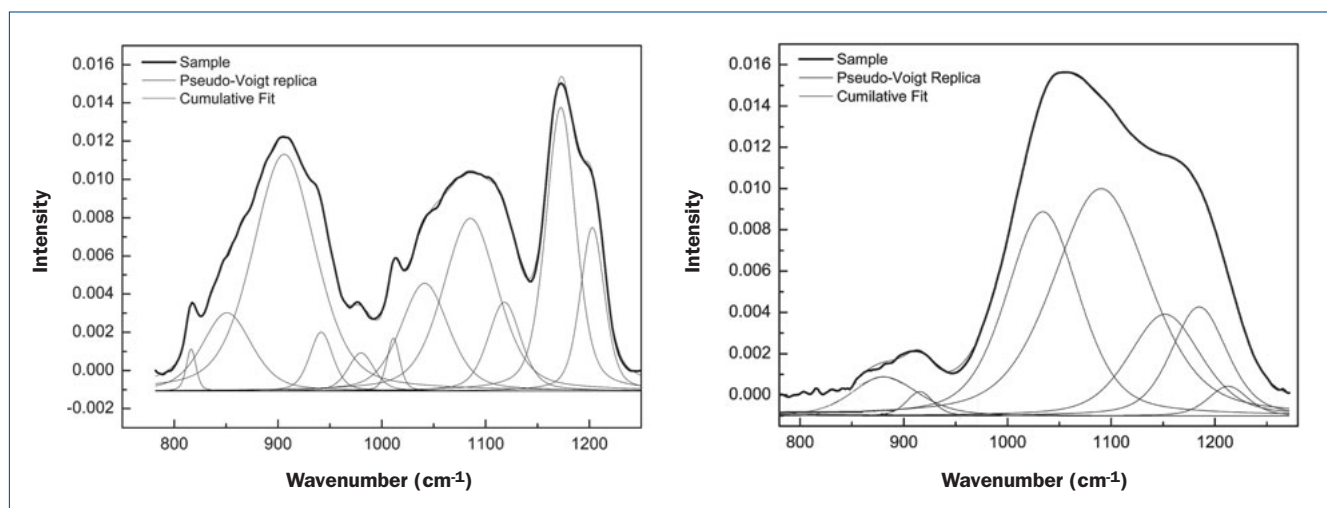 Sample
Pseudo-Voigt replica
Cumulative Fit
0.016
0.014
0.012
0.010
0.008
0.006
0.004
0.002
0.000
-0.002
Intensity
800
900
1000
1100
1200
Wavenumber (cm-1)
Sample
Pseudo-Voigt Replica
Cumilative Fit
0.016
0.014
0.012
0.010
0.008
0.006
0.004
0.002
0.000
Intensity
800
900
1000
1100
1200
Wavenumber (cm-1)